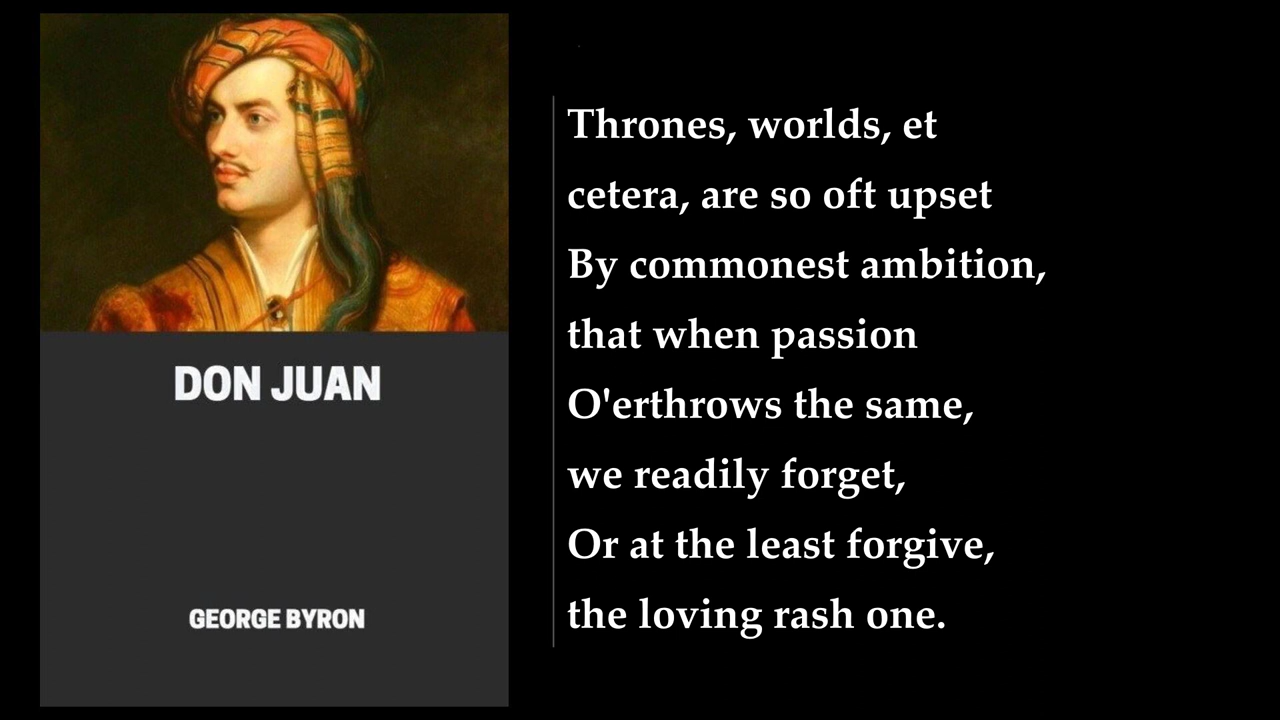 DON JUAN
GEORGE BYRON
Thrones, worlds, et
cetera, are so oft upset
By commonest ambition,
that when passion
O'erthrows the same,
we readily forget,
Or at the least forgive,
the loving rash one.